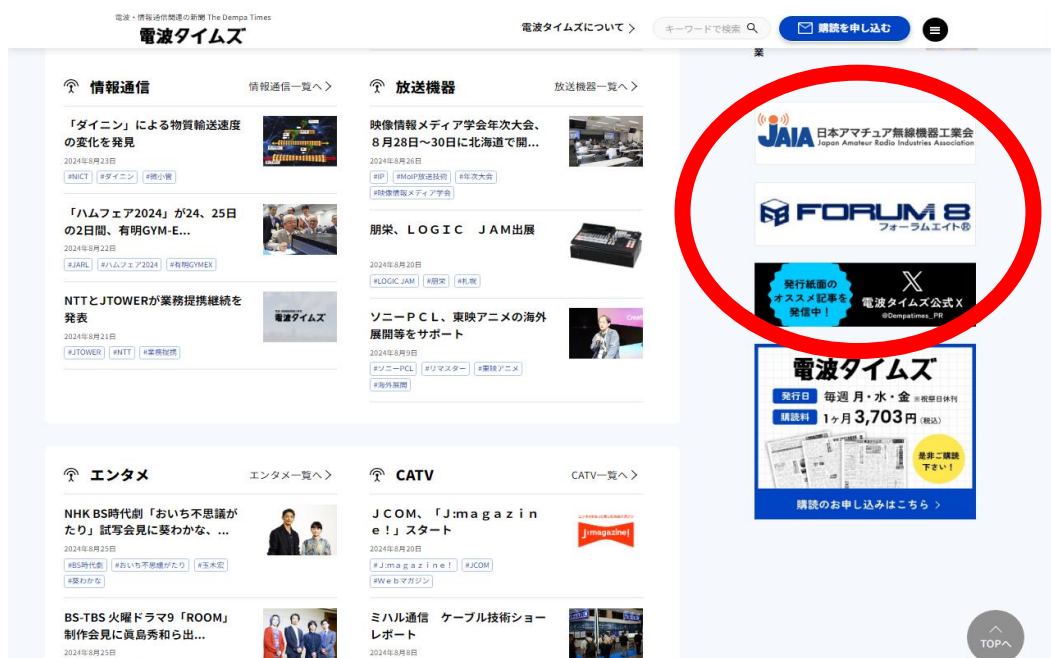 電波・情報通信関連の新聞 The Dempa Times
電波タイムズ
電波タイムズについて
キーワードで検索
購読を申し込む
業
情報通信
情報通信一覧へ
「ダイニン」による物質輸送速度
の変化を発見
2024年8月23日
#NICT #ダイニン #微小管
「ハムフェア2024」が24、25日
の2日間、有明GYM-E...
2024年8月22日
#JARL #ハムフェア2024 #有明GYMEX
NTTとJTOWERが業務提携継続を
発表
電波タイムズ
2024年8月21日
#JTOWER #NTT #業務提携
放送機器
放送機器一覧へ
映像情報メディア学会年次大会、
８月28日～30日に北海道で開...
2024年8月26日
#IP #MoIP放送技術 #年次大会
#映像情報メディア学会
朋栄、ＬＯＧＩＣ　ＪＡＭ出展
2024年8月20日
#LOGIC JAM #朋栄 #札幌
ソニーＰＣＬ、東映アニメの海外
展開等をサポート
2024年8月9日
#ソニーPCL #リマスター #東映アニメ
#海外展開
エンタメ
エンタメ一覧へ
NHK BS時代劇「おいち不思議が
たり」試写会見に葵わかな、...
2024年8月25日
#BS時代劇 #おいち不思議がたり #玉木宏
#葵わかな
BS-TBS 火曜ドラマ9「ROOM」
制作会見に眞島秀和ら出...
2024年8月25日
CATV
CATV一覧へ
ＪＣＯＭ、「Ｊ:ｍａｇａｚｉｎ
ｅ！」スタート
J:magazine!
2024年8月20日
#Ｊ:ｍａｇａｚｉｎｅ！ #JCOM
#Ｗｅｂマガジン
ミハル通信　ケーブル技術ショー
レポート
2024年8月8日
JAIA 日本アマチュア無線機器工業会
Japan Amateur Radio Industries Association
FORUM 8
フォーラムエイト®
発行紙面の
オススメ記事を
発信中！
X
電波タイムズ公式X
@Dempatimes_PR
電波タイムズ
発行日 毎週 月・水・金 ※祝祭日休刊
購読料 1ヶ月 3,703円 (税込)
是非ご購読
下さい！
購読のお申し込みはこちら
TOPへ